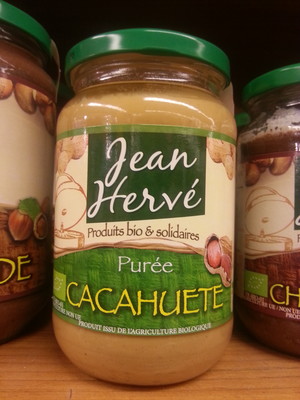 Jean
Hervé
Produits bio & solidaires
Purée
CACAHUETE
PRODUIT ISSU DE L'AGRICULTURE BIOLOGIQUE
DE
CH